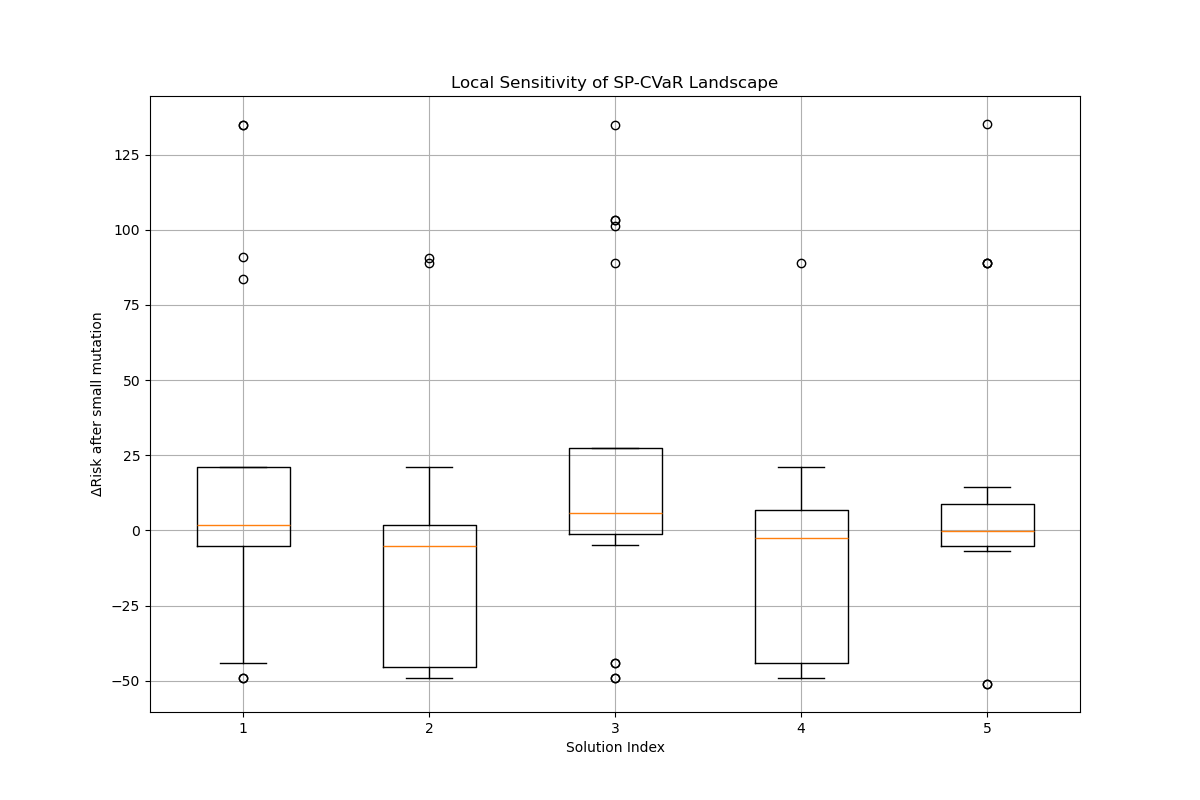 Local Sensitivity of SP-CVaR Landscape
125
100
75
50
25
0
−25
−50
ΔRisk after small mutation
1 2 3 4 5
Solution Index